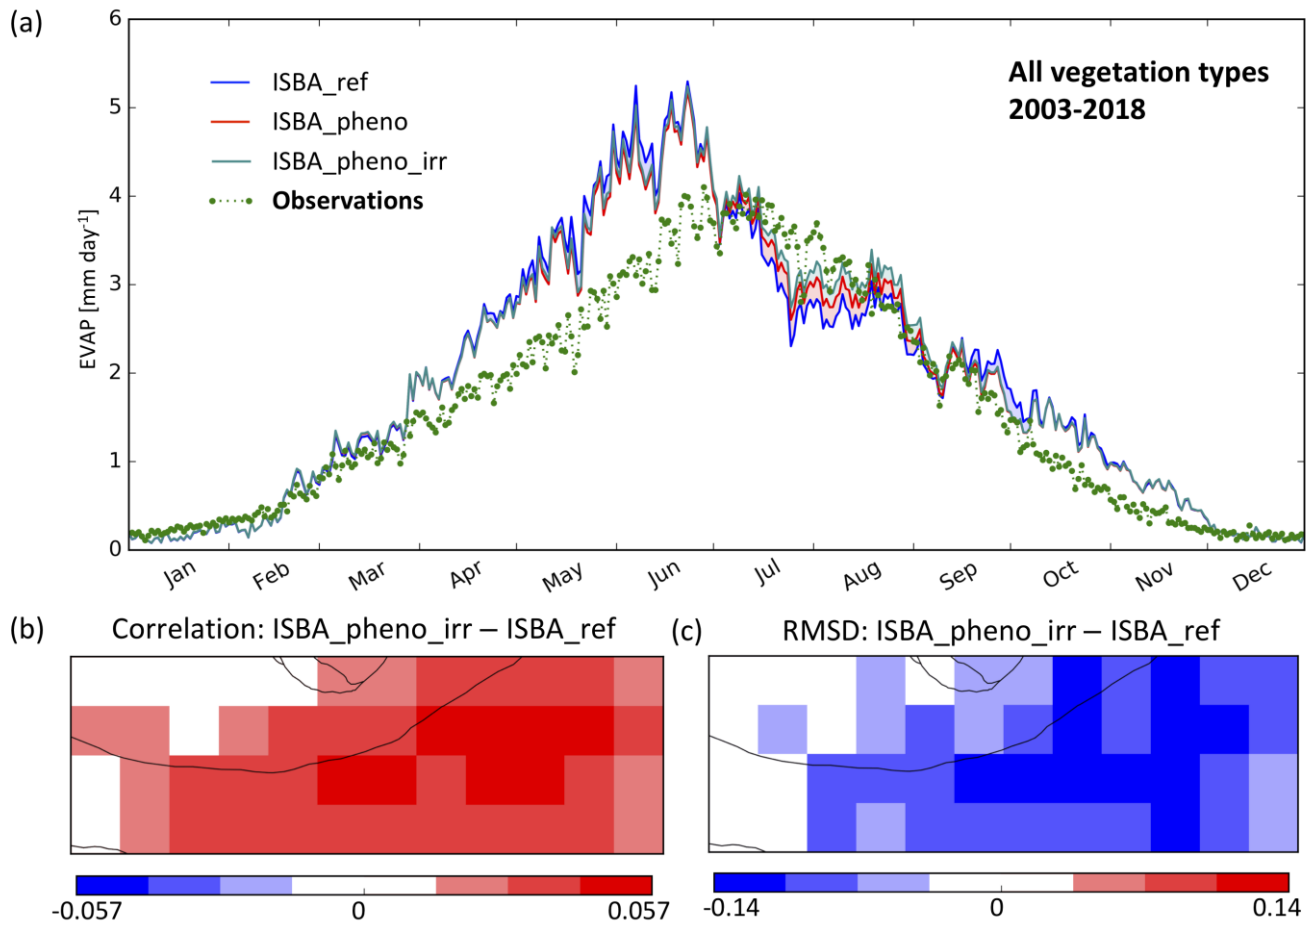 (a)
6
5
4
3
2
1
0
EVAP [mm day-1]
ISBA_ref
ISBA_pheno
ISBA_pheno_irr
Observations
All vegetation types
2003-2018
Jan Feb Mar Apr May Jun Jul Aug Sep Oct Nov Dec
(b) Correlation: ISBA_pheno_irr – ISBA_ref
-0.057 0 0.057
(c) RMSD: ISBA_pheno_irr – ISBA_ref
-0.14 0 0.14